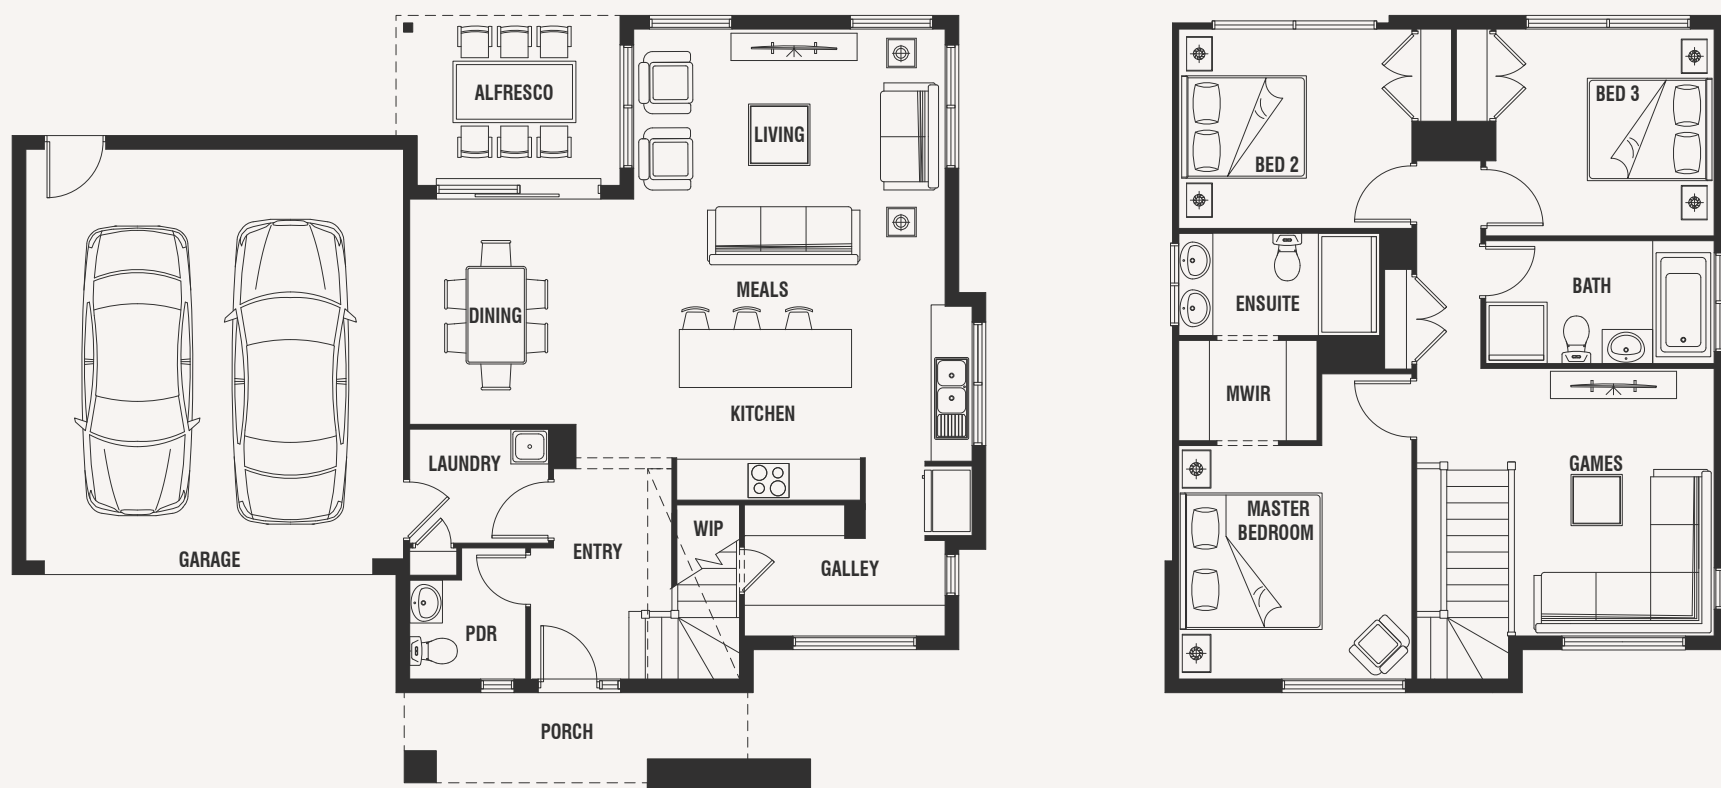 ALFRESCO
LIVING
DINING
MEALS
KITCHEN
LAUNDRY
GARAGE
ENTRY
WIP
GALLEY
PDR
PORCH
BED 2
BED 3
ENSUITE
BATH
MWIR
GAMES
MASTER
BEDROOM